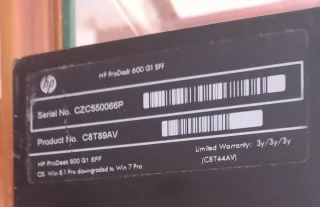 hp
HP ProDesk 600 G1 SFF
Serial No. CZC550066P
Product No. C8T89AV
HP ProDesk 600 G1 SFF
OS Win 8.1 Pro downgraded to Win 7 Pro
Limited Warranty: 3y/3y/3y
(C8T44AV)